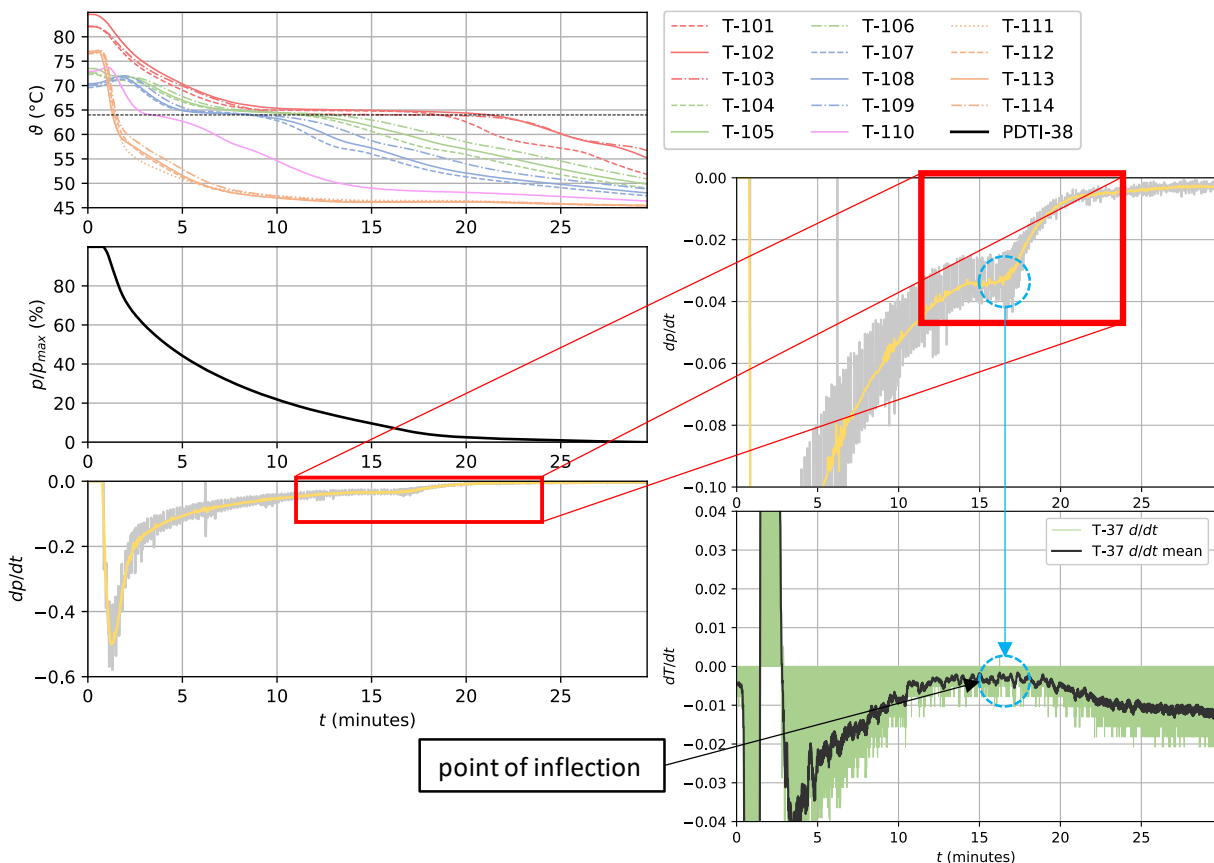 85
80
75
70
65
60
55
50
45
ϑ (°C)
0
5
10
15
20
25
T-101
T-102
T-103
T-104
T-105
T-106
T-107
T-108
T-109
T-110
T-111
T-112
T-113
T-114
PDTI-38
80
60
40
20
0
p/p_max (%)
0
5
10
15
20
25
0.0
−0.2
−0.4
−0.6
dp/dt
0
5
10
15
20
25
t (minutes)
0.00
−0.02
−0.04
−0.06
−0.08
−0.10
dp/dt
0
5
10
15
20
25
0.04
0.03
0.02
0.01
0.00
−0.01
−0.02
−0.03
−0.04
dT/dt
T-37 d/dt
T-37 d/dt mean
0
5
10
15
20
25
t (minutes)
point of inflection